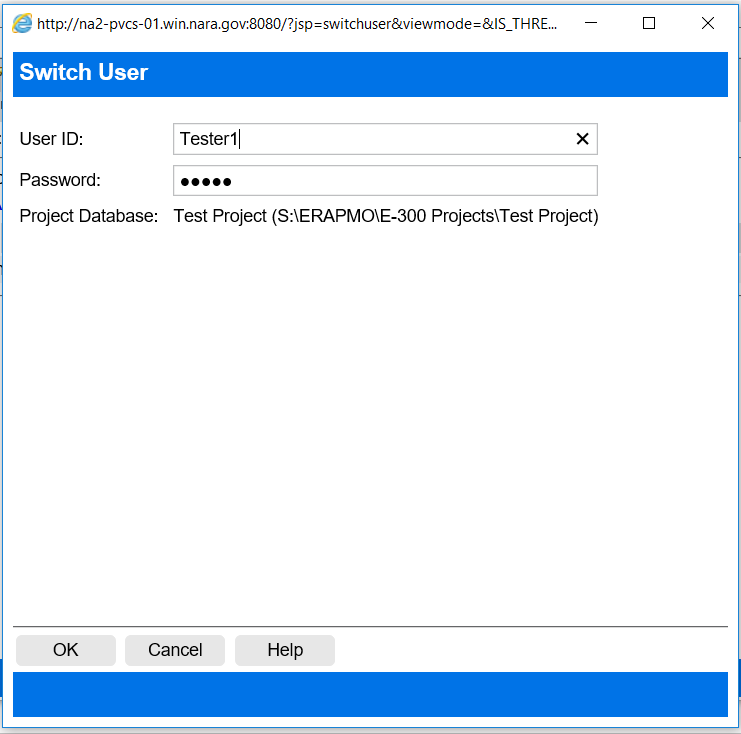 http://na2-pvcs-01.win.nara.gov:8080/?jsp=switchuser&viewmode=&IS_THRE...
Switch User
User ID: Tester1
Password: ●●●●●
Project Database: Test Project (S:\ERAPMO\E-300 Projects\Test Project)
OK Cancel Help